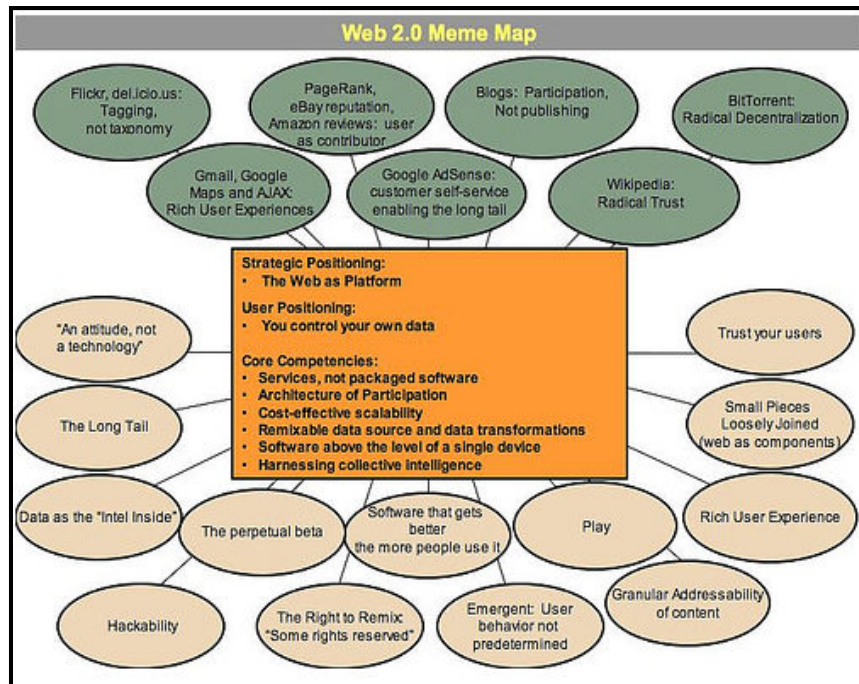 Web 2.0 Meme Map
Flickr, del.icio.us:
Tagging,
not taxonomy
PageRank,
eBay reputation,
Amazon reviews: user
as contributor
Blogs: Participation,
Not publishing
BitTorrent:
Radical Decentralization
Gmail, Google
Maps and AJAX:
Rich User Experiences
Google AdSense:
customer self-service
enabling the long tail
Wikipedia:
Radical Trust
Strategic Positioning:
• The Web as Platform
User Positioning:
• You control your own data
Core Competencies:
• Services, not packaged software
• Architecture of Participation
• Cost-effective scalability
• Remixable data source and data transformations
• Software above the level of a single device
• Harnessing collective intelligence
"An attitude, not
a technology"
Trust your users
The Long Tail
Small Pieces
Loosely Joined
(web as components)
Data as the "Intel Inside"
The perpetual beta
Software that gets
better
the more people use it
Play
Rich User Experience
Hackability
The Right to Remix:
"Some rights reserved"
Emergent: User
behavior not
predetermined
Granular Addressability
of content